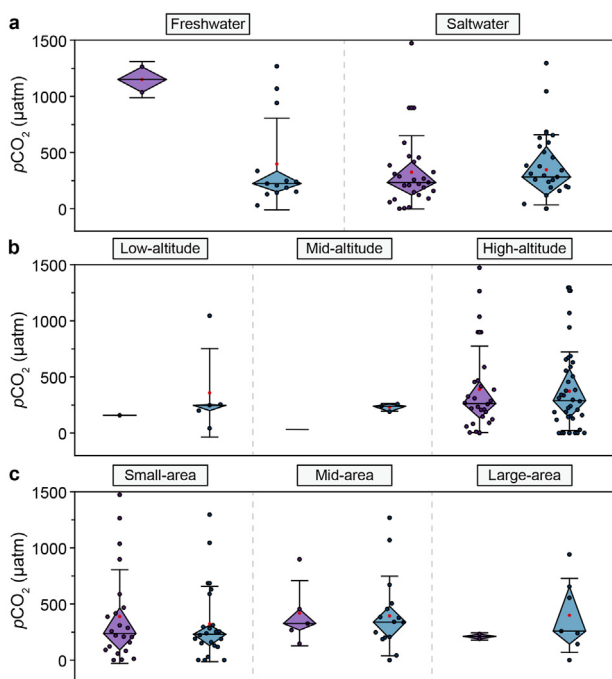 a
Freshwater
Saltwater
1500
1000
500
0
pCO₂ (µatm)
b
Low-altitude
Mid-altitude
High-altitude
1500
1000
500
0
pCO₂ (µatm)
c
Small-area
Mid-area
Large-area
1500
1000
500
0
pCO₂ (µatm)